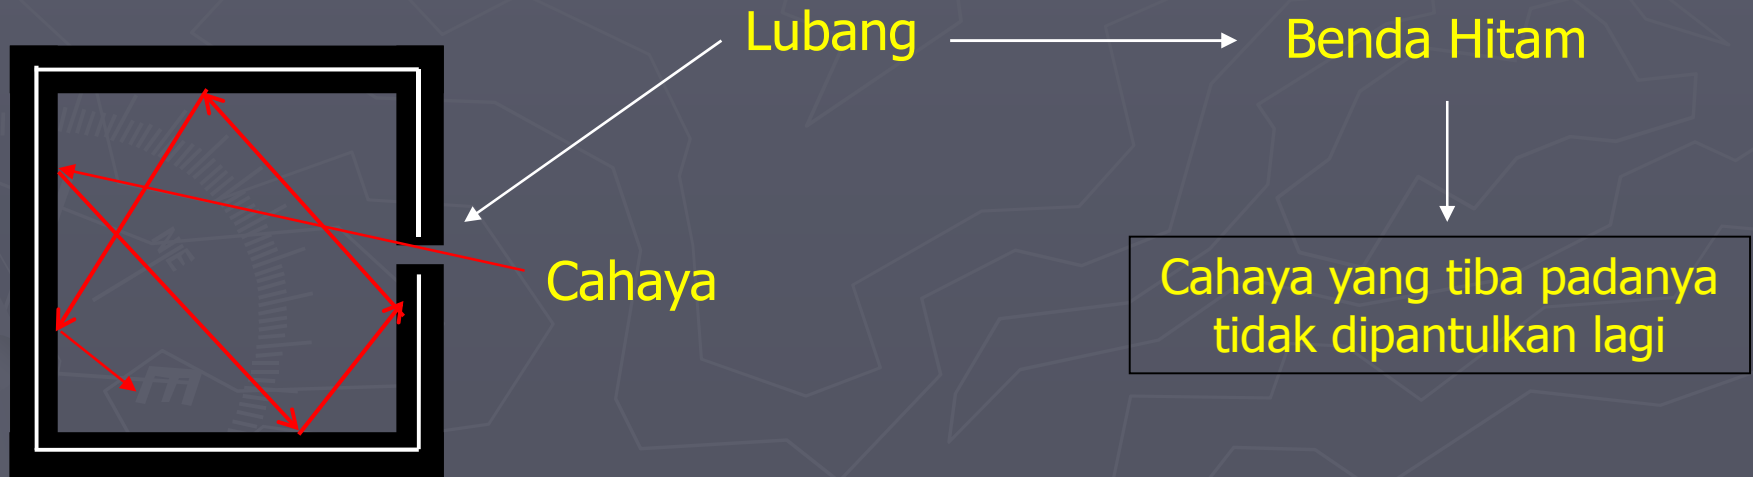 Lubang
Benda Hitam
Cahaya
Cahaya yang tiba padanya
tidak dipantulkan lagi